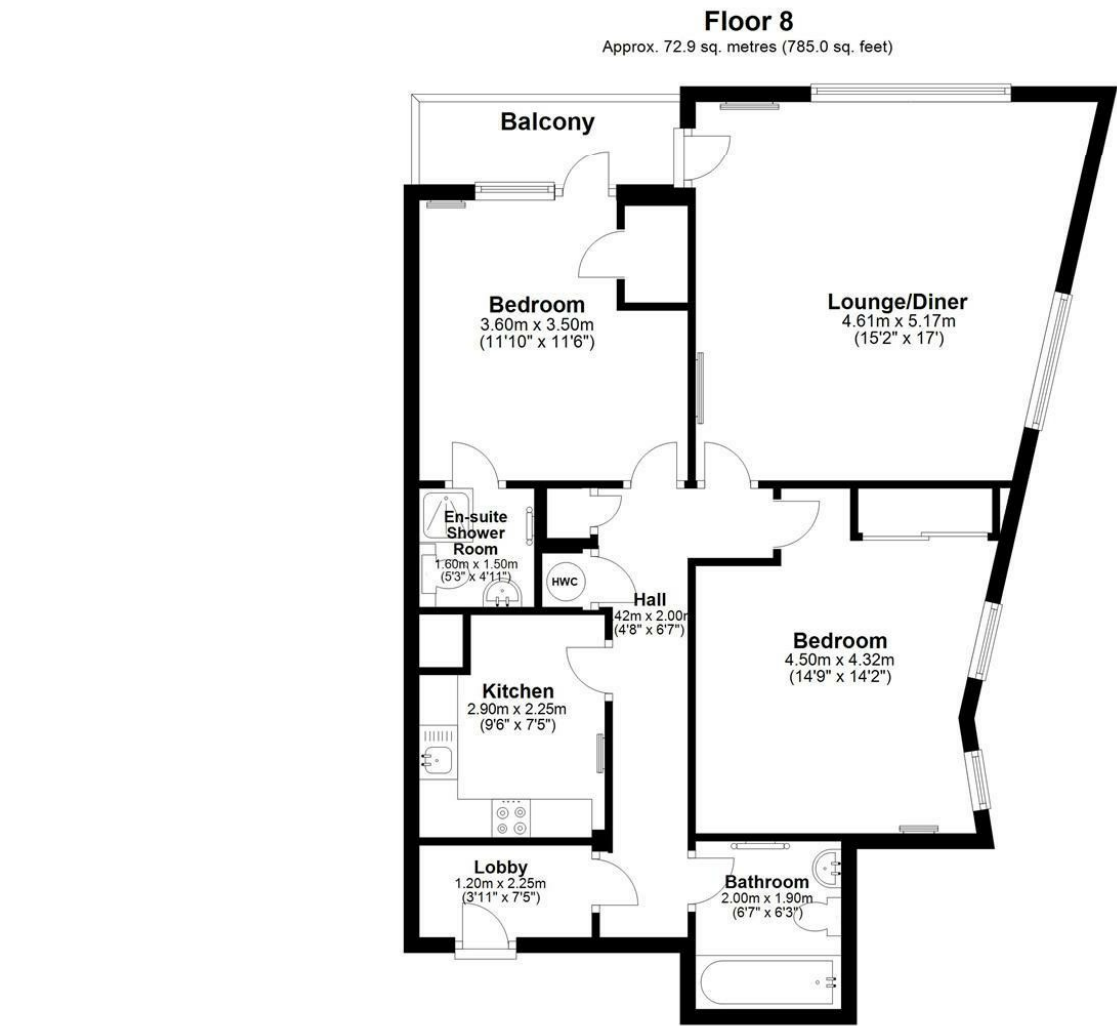 Floor 8
Approx. 72.9 sq. metres (785.0 sq. feet)
Balcony
Bedroom
3.60m x 3.50m
(11'10" x 11'6")
Lounge/Diner
4.61m x 5.17m
(15'2" x 17')
En-suite
Shower
Room
1.60m x 1.50m
(5'3" x 4'11")
HWC
Hall
42m x 2.00
(4'8" x 6'7")
Bedroom
4.50m x 4.32m
(14'9" x 14'2")
Kitchen
2.90m x 2.25m
(9'6" x 7'5")
Lobby
1.20m x 2.25m
(3'11" x 7'5")
Bathroom
2.00m x 1.90m
(6'7" x 6'3")